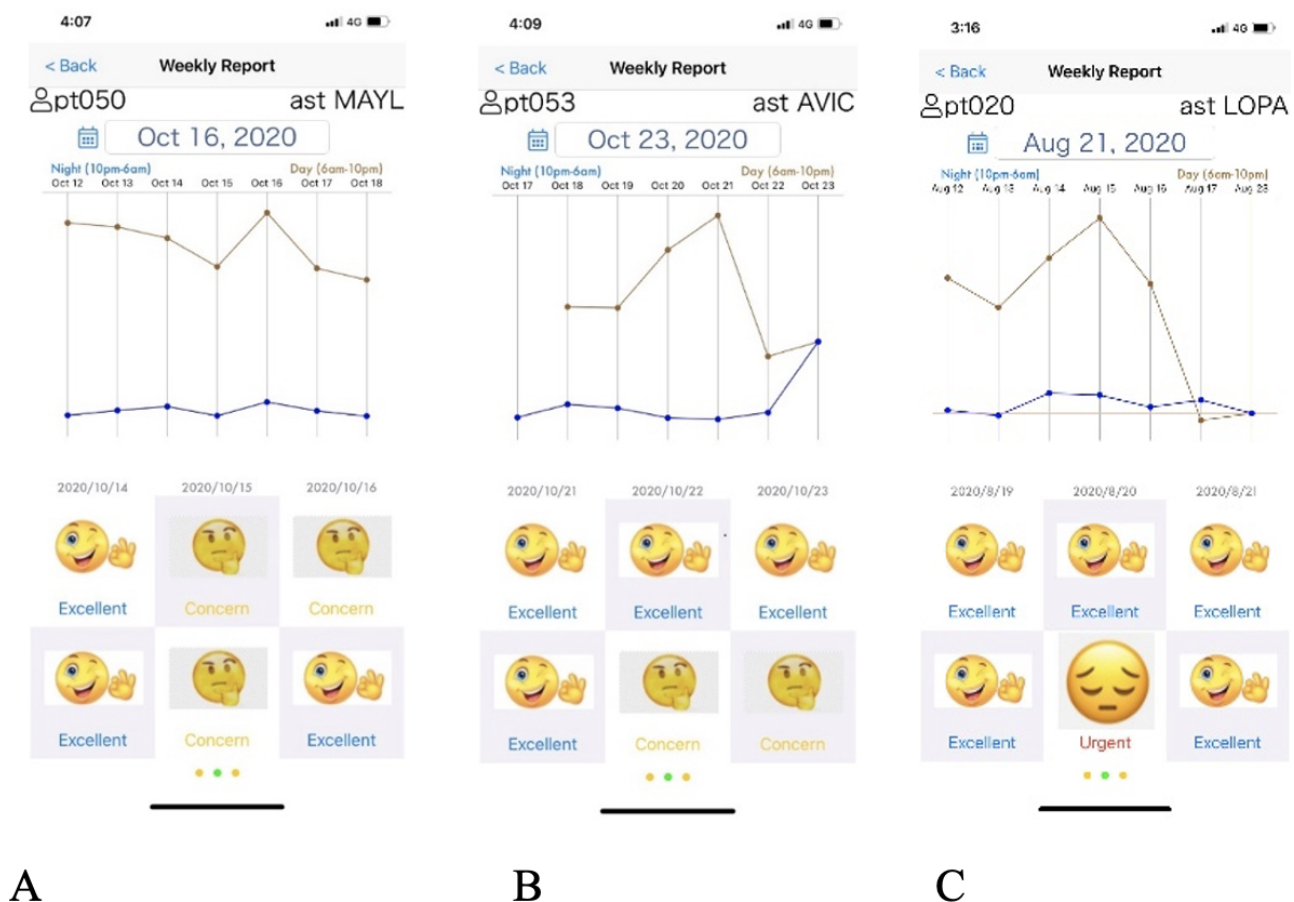 4:07 4G
< Back Weekly Report
pt050 ast MAYL
Oct 16, 2020
Night (10pm-6am) Day (6am-10pm)
Oct 12 Oct 13 Oct 14 Oct 15 Oct 16 Oct 17 Oct 18
2020/10/14 2020/10/15 2020/10/16
Excellent Concern Concern
Excellent Concern Excellent
A
4:09 4G
< Back Weekly Report
pt053 ast AVIC
Oct 23, 2020
Night (10pm-6am) Day (6am-10pm)
Oct 17 Oct 18 Oct 19 Oct 20 Oct 21 Oct 22 Oct 23
2020/10/21 2020/10/22 2020/10/23
Excellent Excellent Excellent
Excellent Concern Concern
B
3:16 4G
< Back Weekly Report
pt020 ast LOPA
Aug 21, 2020
Night (10pm-6am) Day (6am-10pm)
Aug 12 Aug 13 Aug 14 Aug 15 Aug 16 Aug 17
2020/8/19 2020/8/20 2020/8/21
Excellent Excellent Excellent
Excellent Urgent Excellent
C